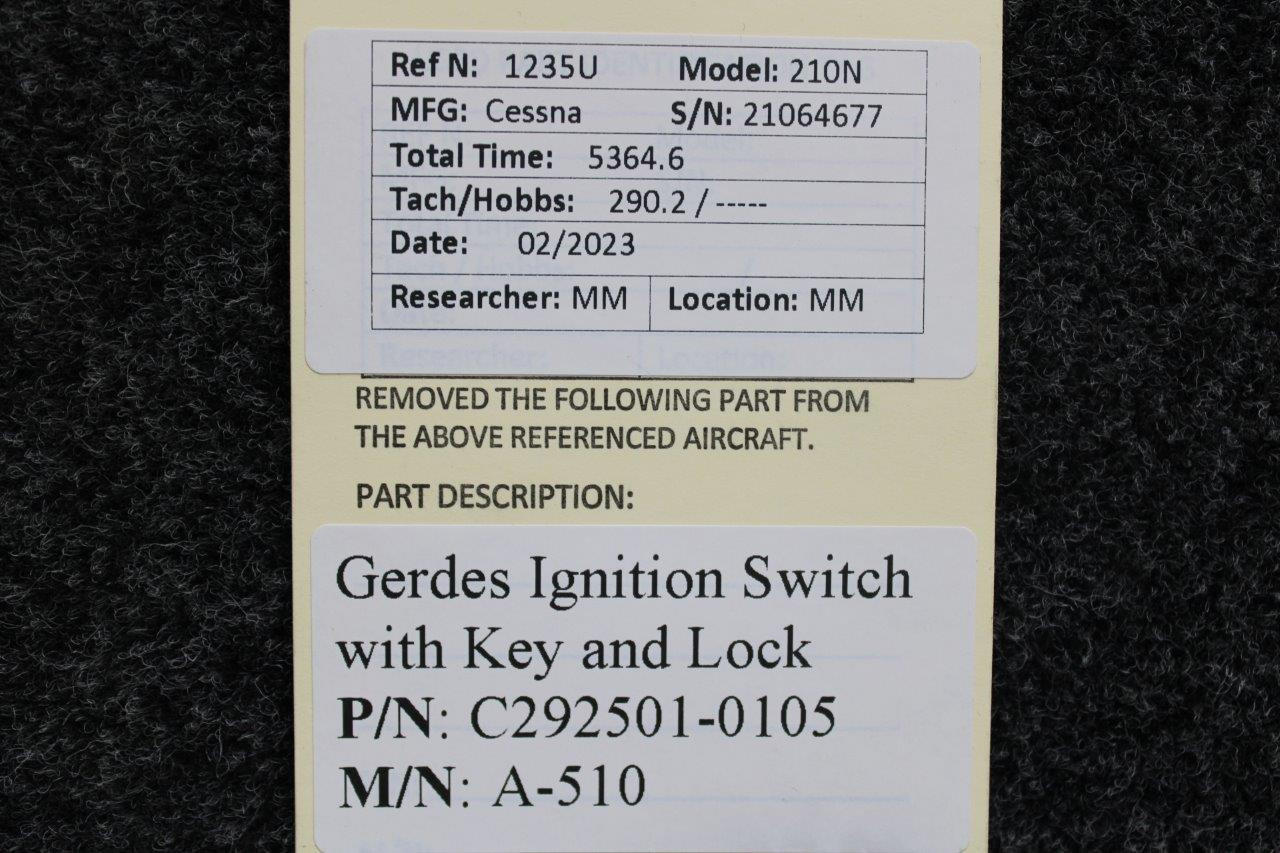 Ref N: 1235U Model: 210N
MFG: Cessna S/N: 21064677
Total Time: 5364.6
Tach/Hobbs: 290.2 / -----
Date: 02/2023
Researcher: MM Location: MM
Researcher: Location:
REMOVED THE FOLLOWING PART FROM
THE ABOVE REFERENCED AIRCRAFT.
PART DESCRIPTION:
Gerdes Ignition Switch
with Key and Lock
P/N: C292501-0105
M/N: A-510